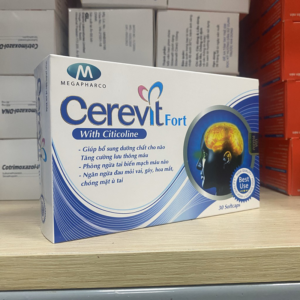 M
MEGAPHARCO
Cerevit Fort
With Citicoline
- Giúp bổ sung dưỡng chất cho não
Tăng cường lưu thông máu
- Phòng ngừa tai biến mạch máu não
- Ngăn ngừa đau mỏi vai, gáy, hoa mắt,
chóng mặt ù tai
Best
Use
30 Softcaps